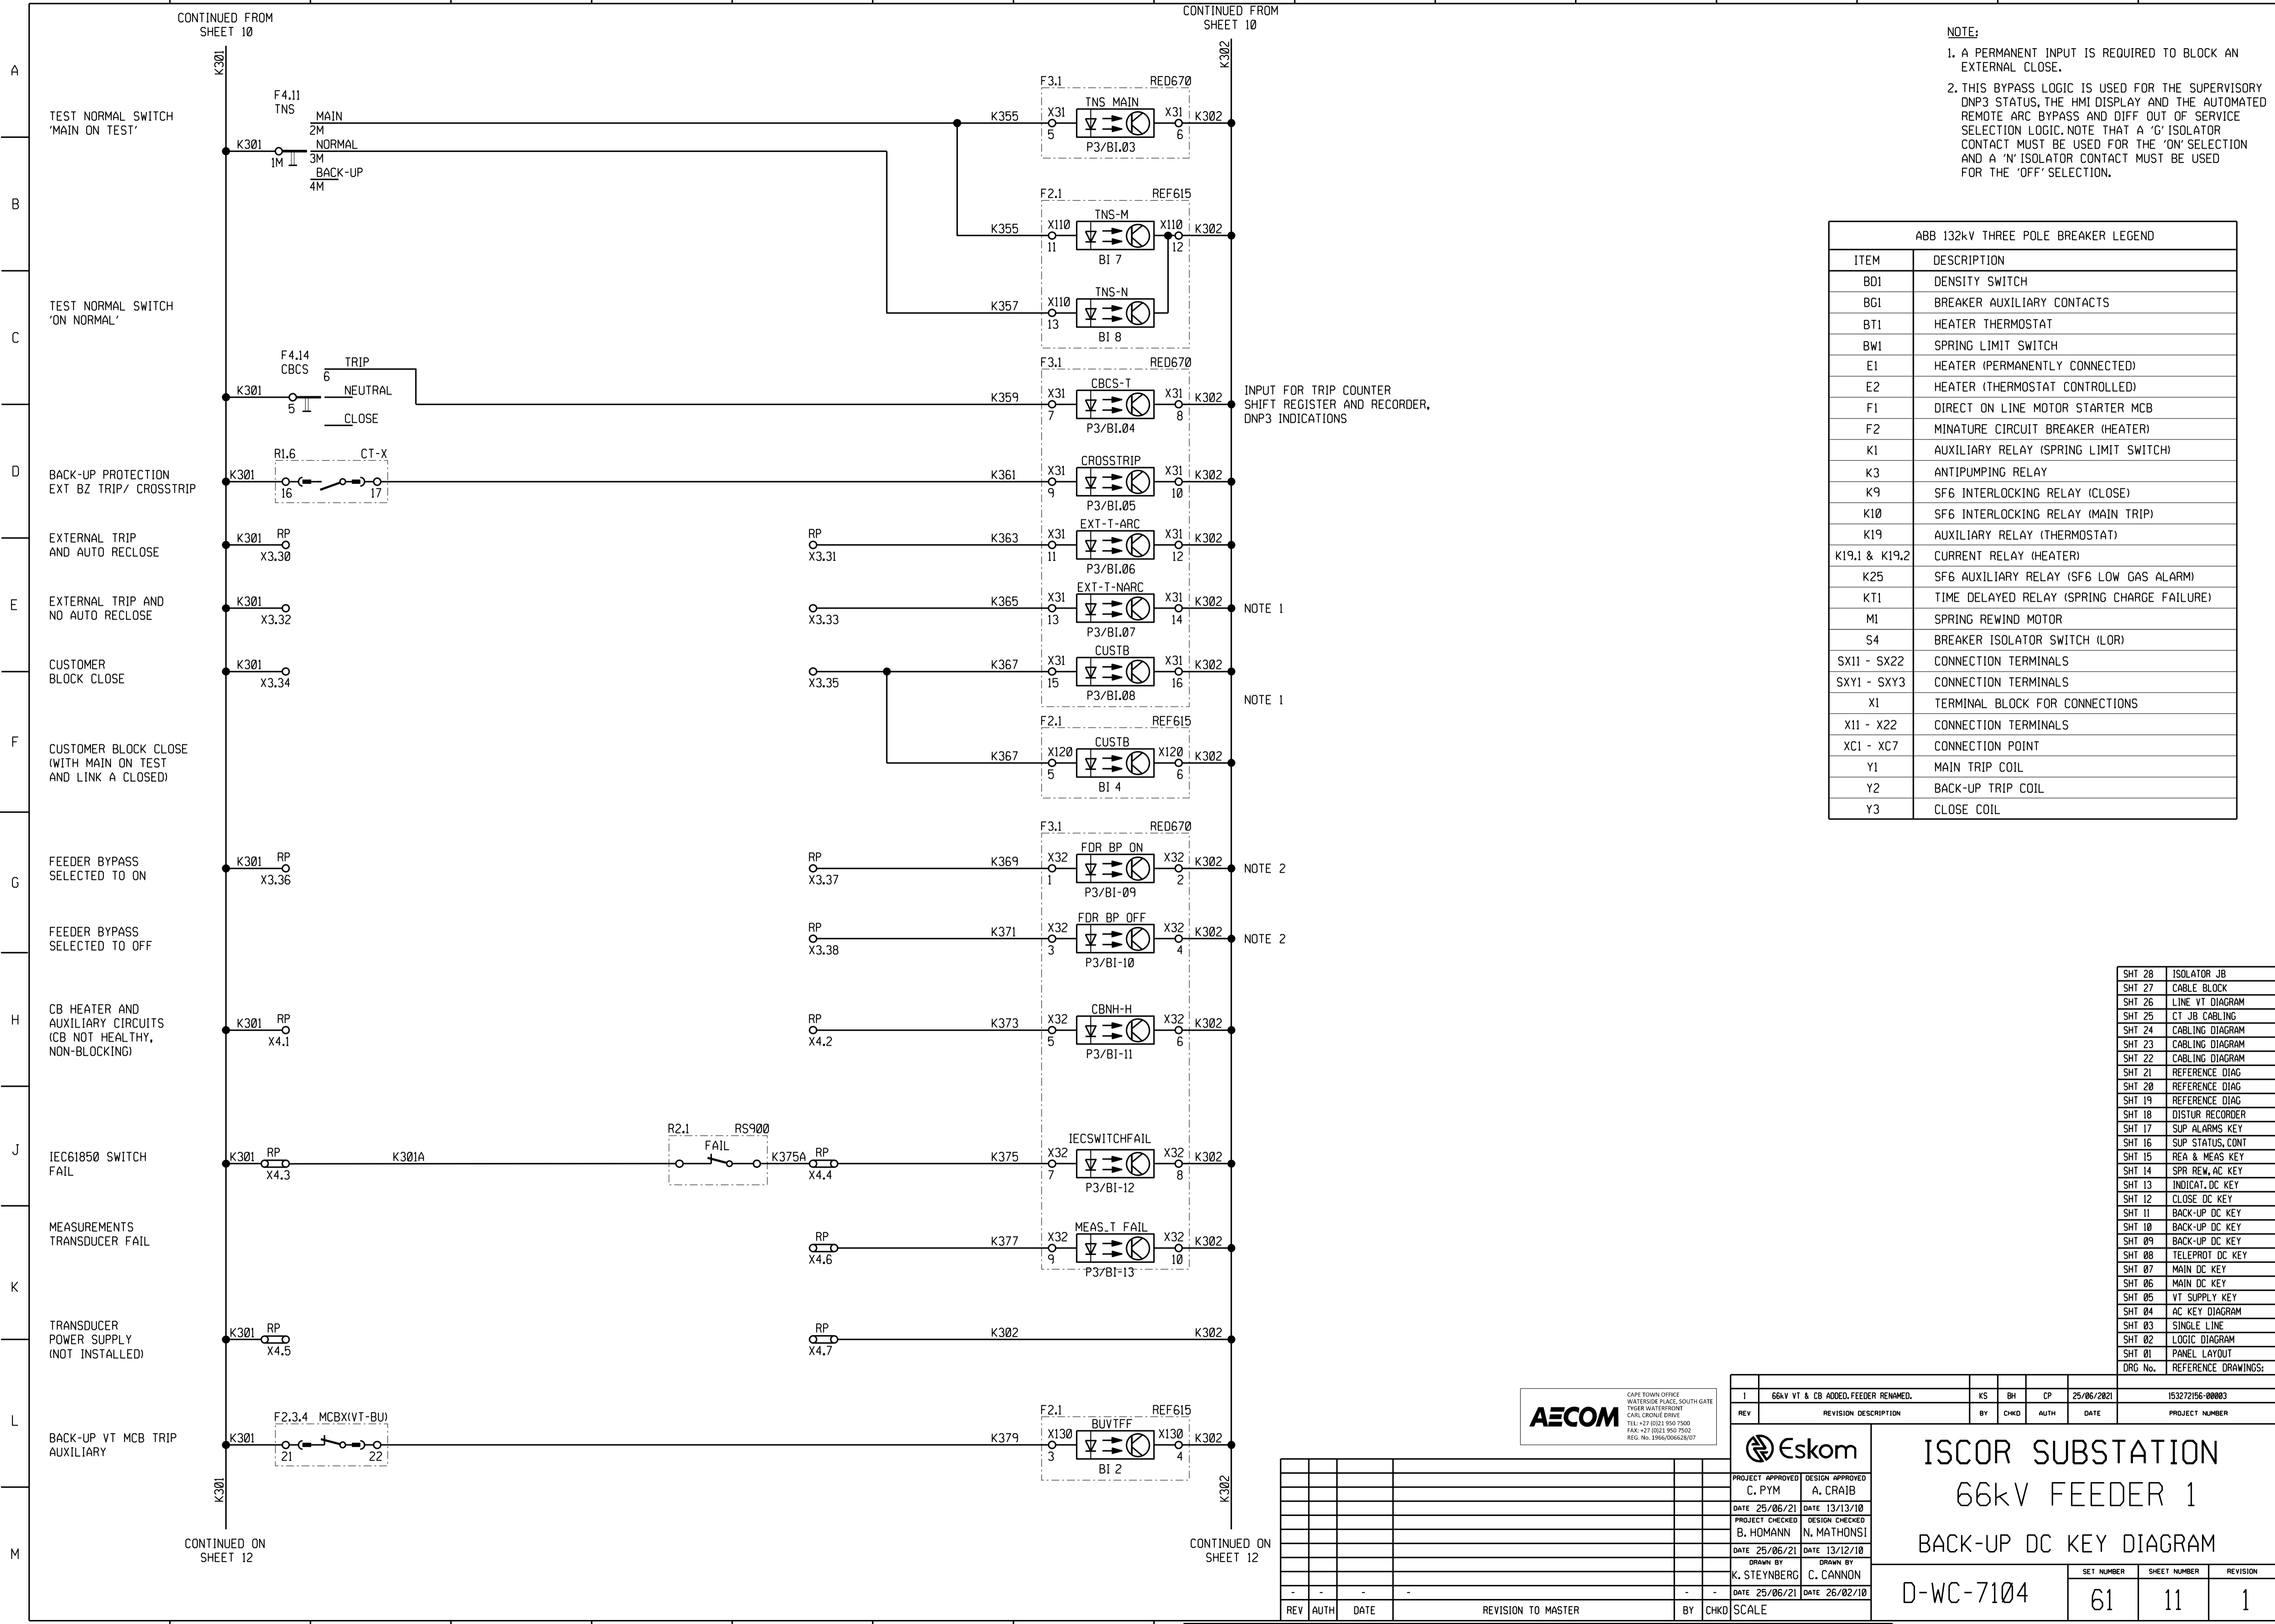 CONTINUED FROM
SHEET 10
CONTINUED FROM
SHEET 10
K301
K302
A
B
C
D
E
F
G
H
J
K
L
M
TEST NORMAL SWITCH
'MAIN ON TEST'
F4.11
TNS
MAIN
2M
K301
1M
NORMAL
3M
BACK-UP
4M
K355
F3.1 RED670
TNS MAIN
X31 X31 K302
5 6
P3/BI.03
F2.1 REF615
TNS-M
K355 X110 X110 K302
11 12
BI 7
TEST NORMAL SWITCH
'ON NORMAL'
TNS-N
K357 X110
13
BI 8
F4.14
CBCS
TRIP
6
K301 NEUTRAL
5
CLOSE
F3.1 RED670
CBCS-T
K359 X31 X31 K302
7 8
P3/BI.04
INPUT FOR TRIP COUNTER
SHIFT REGISTER AND RECORDER,
DNP3 INDICATIONS
BACK-UP PROTECTION
EXT BZ TRIP/ CROSSTRIP
R1.6 CT-X
K301
16 17
CROSSTRIP
K361 X31 X31 K302
9 10
P3/BI.05
EXTERNAL TRIP
AND AUTO RECLOSE
K301 RP
X3.30
RP
X3.31
EXT-T-ARC
K363 X31 X31 K302
11 12
P3/BI.06
EXTERNAL TRIP AND
NO AUTO RECLOSE
K301
X3.32
X3.33
EXT-T-NARC
K365 X31 X31 K302 NOTE 1
13 14
P3/BI.07
CUSTOMER
BLOCK CLOSE
K301
X3.34
X3.35
CUSTB
K367 X31 X31 K302
15 16
P3/BI.08
NOTE 1
CUSTOMER BLOCK CLOSE
(WITH MAIN ON TEST
AND LINK A CLOSED)
F2.1 REF615
CUSTB
K367 X120 X120 K302
5 6
BI 4
FEEDER BYPASS
SELECTED TO ON
K301 RP
X3.36
RP
X3.37
F3.1 RED670
FDR BP ON
K369 X32 X32 K302 NOTE 2
1 2
P3/BI-09
FEEDER BYPASS
SELECTED TO OFF
RP
X3.38
FDR BP OFF
K371 X32 X32 K302 NOTE 2
3 4
P3/BI-10
CB HEATER AND
AUXILIARY CIRCUITS
(CB NOT HEALTHY,
NON-BLOCKING)
K301 RP
X4.1
RP
X4.2
CBNH-H
K373 X32 X32 K302
5 6
P3/BI-11
IEC61850 SWITCH
FAIL
K301 RP
X4.3
K301A
R2.1 RS900
FAIL
K375A RP
X4.4
IECSWITCHFAIL
K375 X32 X32 K302
7 8
P3/BI-12
MEASUREMENTS
TRANSDUCER FAIL
RP
X4.6
MEAS_T FAIL
K377 X32 X32 K302
9 10
P3/BI-13
TRANSDUCER
POWER SUPPLY
(NOT INSTALLED)
K301 RP
X4.5
RP
X4.7
K302 K302
BACK-UP VT MCB TRIP
AUXILIARY
F2.3.4 MCBX(VT-BU)
K301
21 22
F2.1 REF615
BUVTFF
K379 X130 X130 K302
3 4
BI 2
K301
K302
CONTINUED ON
SHEET 12
CONTINUED ON
SHEET 12
NOTE:
1. A PERMANENT INPUT IS REQUIRED TO BLOCK AN
EXTERNAL CLOSE.
2. THIS BYPASS LOGIC IS USED FOR THE SUPERVISORY
DNP3 STATUS, THE HMI DISPLAY AND THE AUTOMATED
REMOTE ARC BYPASS AND DIFF OUT OF SERVICE
SELECTION LOGIC. NOTE THAT A 'G' ISOLATOR
CONTACT MUST BE USED FOR THE 'ON' SELECTION
AND A 'N' ISOLATOR CONTACT MUST BE USED
FOR THE 'OFF' SELECTION.
ABB 132kV THREE POLE BREAKER LEGEND
ITEM DESCRIPTION
BD1 DENSITY SWITCH
BG1 BREAKER AUXILIARY CONTACTS
BT1 HEATER THERMOSTAT
BW1 SPRING LIMIT SWITCH
E1 HEATER (PERMANENTLY CONNECTED)
E2 HEATER (THERMOSTAT CONTROLLED)
F1 DIRECT ON LINE MOTOR STARTER MCB
F2 MINATURE CIRCUIT BREAKER (HEATER)
K1 AUXILIARY RELAY (SPRING LIMIT SWITCH)
K3 ANTIPUMPING RELAY
K9 SF6 INTERLOCKING RELAY (CLOSE)
K10 SF6 INTERLOCKING RELAY (MAIN TRIP)
K19 AUXILIARY RELAY (THERMOSTAT)
K19.1 & K19.2 CURRENT RELAY (HEATER)
K25 SF6 AUXILIARY RELAY (SF6 LOW GAS ALARM)
KT1 TIME DELAYED RELAY (SPRING CHARGE FAILURE)
M1 SPRING REWIND MOTOR
S4 BREAKER ISOLATOR SWITCH (LOR)
SX11 - SX22 CONNECTION TERMINALS
SXY1 - SXY3 CONNECTION TERMINALS
X1 TERMINAL BLOCK FOR CONNECTIONS
X11 - X22 CONNECTION TERMINALS
XC1 - XC7 CONNECTION POINT
Y1 MAIN TRIP COIL
Y2 BACK-UP TRIP COIL
Y3 CLOSE COIL
SHT 28 ISOLATOR JB
SHT 27 CABLE BLOCK
SHT 26 LINE VT DIAGRAM
SHT 25 CT JB CABLING
SHT 24 CABLING DIAGRAM
SHT 23 CABLING DIAGRAM
SHT 22 CABLING DIAGRAM
SHT 21 REFERENCE DIAG
SHT 20 REFERENCE DIAG
SHT 19 REFERENCE DIAG
SHT 18 DISTUR RECORDER
SHT 17 SUP ALARMS KEY
SHT 16 SUP STATUS, CONT
SHT 15 REA & MEAS KEY
SHT 14 SPR REW, AC KEY
SHT 13 INDICAT. DC KEY
SHT 12 CLOSE DC KEY
SHT 11 BACK-UP DC KEY
SHT 10 BACK-UP DC KEY
SHT 09 BACK-UP DC KEY
SHT 08 TELEPROT DC KEY
SHT 07 MAIN DC KEY
SHT 06 MAIN DC KEY
SHT 05 VT SUPPLY KEY
SHT 04 AC KEY DIAGRAM
SHT 03 SINGLE LINE
SHT 02 LOGIC DIAGRAM
SHT 01 PANEL LAYOUT
DRG No. REFERENCE DRAWINGS:
1 66kV VT & CB ADDED. FEEDER RENAMED. KS BH CP 25/06/2021 153272156-00003
REV REVISION DESCRIPTION BY CHKD AUTH DATE PROJECT NUMBER
AECOM
CAPE TOWN OFFICE
WATERSIDE PLACE, SOUTH GATE
TYGER WATERFRONT
CARL CRONJÉ DRIVE
TEL: +27 (0)21 950 7500
FAX: +27 (0)21 950 7502
REG. No. 1966/006628/07
Eskom
PROJECT APPROVED DESIGN APPROVED
C. PYM A. CRAIB
DATE 25/06/21 DATE 13/13/10
PROJECT CHECKED DESIGN CHECKED
B. HOMANN N. MATHONSI
DATE 25/06/21 DATE 13/12/10
DRAWN BY DRAWN BY
K. STEYNBERG C. CANNON
DATE 25/06/21 DATE 26/02/10
SCALE
- - - - - -
REV AUTH DATE REVISION TO MASTER BY CHKD
ISCOR SUBSTATION
66kV FEEDER 1
BACK-UP DC KEY DIAGRAM
D-WC-7104
SET NUMBER SHEET NUMBER REVISION
61 11 1